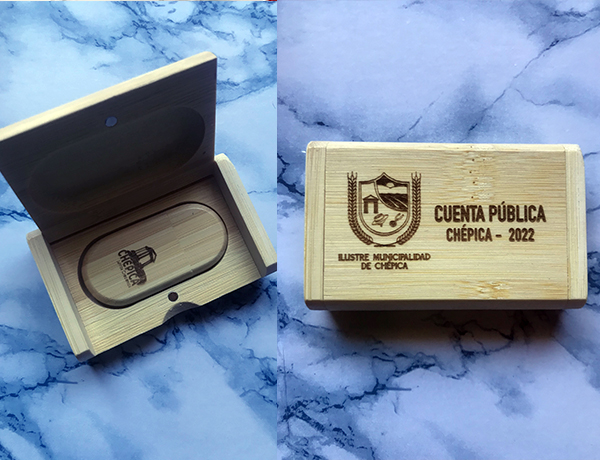 CHÉPICA
CUENTA PÚBLICA
CHÉPICA - 2022
ILUSTRE MUNICIPALIDAD
DE CHÉPICA